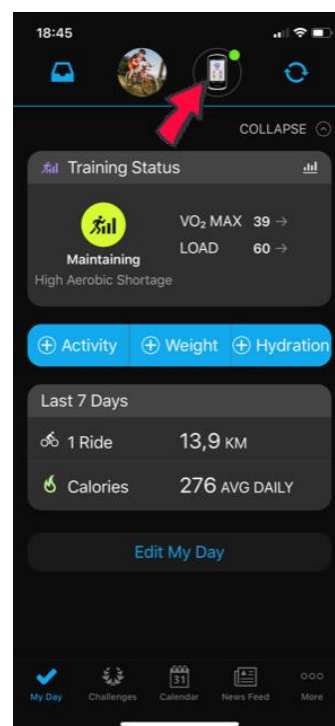 18:45
COLLAPSE
Training Status
Maintaining
High Aerobic Shortage
VO₂ MAX 39 →
LOAD 60 →
Activity
Weight
Hydration
Last 7 Days
1 Ride 13,9 KM
Calories 276 AVG DAILY
Edit My Day
31
My Day Challenges Calendar News Feed More